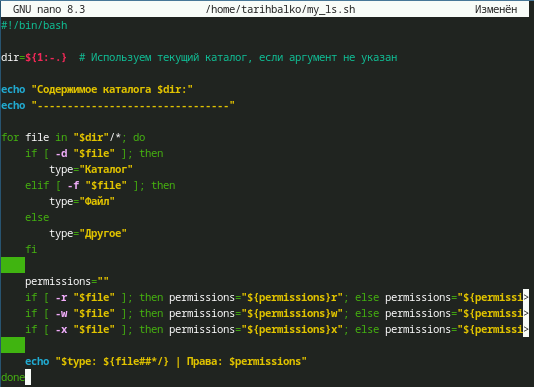 GNU nano 8.3 /home/tarihbalko/my_ls.sh Изменён
#!/bin/bash
dir=${1:-.} # Используем текущий каталог, если аргумент не указан
echo "Содержимое каталога $dir:"
echo "--------------------------------"
for file in "$dir"/*; do
    if [ -d "$file" ]; then
        type="Каталог"
    elif [ -f "$file" ]; then
        type="Файл"
    else
        type="Другое"
    fi
    permissions=""
    if [ -r "$file" ]; then permissions="${permissions}r"; else permissions="${permissi>
    if [ -w "$file" ]; then permissions="${permissions}w"; else permissions="${permissi>
    if [ -x "$file" ]; then permissions="${permissions}x"; else permissions="${permissi>
    echo "$type: ${file##*/} | Права: $permissions"
done